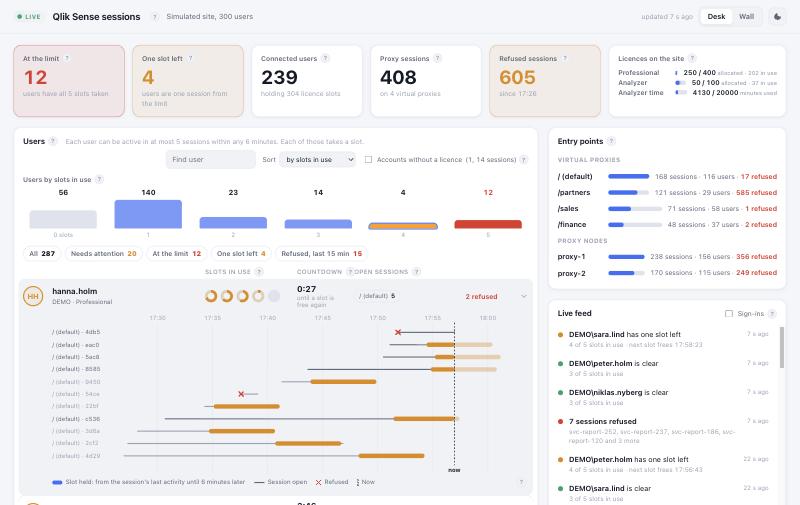 LIVE Qlik Sense sessions ? Simulated site, 300 users updated 7 s ago Desk Wall
At the limit ?
12
users have all 5 slots taken
One slot left ?
4
users are one session from
the limit
Connected users ?
239
holding 304 licence slots
Proxy sessions ?
408
on 4 virtual proxies
Refused sessions ?
605
since 17:26
Licences on the site ?
Professional 250 / 400 allocated · 202 in use
Analyzer 50 / 100 allocated · 37 in use
Analyzer time 4130 / 20000 minutes used
Users ? Each user can be active in at most 5 sessions within any 6 minutes. Each of those takes a slot.
Find user Sort by slots in use Accounts without a licence (1, 14 sessions) ?
Users by slots in use ?
56 140 23 14 4 12
0 slots 1 2 3 4 5
All 287 Needs attention 20 At the limit 12 One slot left 4 Refused, last 15 min 15
SLOTS IN USE ? COUNTDOWN ? OPEN SESSIONS ?
HH hanna.holm
DEMO · Professional
0:27
until a slot is
free again
/ (default) 5 2 refused
17:30 17:35 17:40 17:45 17:50 17:55 18:00
/ (default) · 4db5
/ (default) · eac0
/ (default) · 5ac8
/ (default) · 8585
/ (default) · 9450
/ (default) · 54ce
/ (default) · 22bf
/ (default) · c536
/ (default) · 3d6a
/ (default) · 2cf2
/ (default) · 4d29
now
Slot held: from the session's last activity until 6 minutes later Session open Refused Now ?
Entry points ?
VIRTUAL PROXIES
/ (default) 168 sessions · 116 users · 17 refused
/partners 121 sessions · 29 users · 585 refused
/sales 71 sessions · 58 users · 1 refused
/finance 48 sessions · 37 users · 2 refused
PROXY NODES
proxy-1 238 sessions · 156 users · 356 refused
proxy-2 170 sessions · 115 users · 249 refused
Live feed Sign-ins ?
DEMO\sara.lind has one slot left 7 s ago
4 of 5 slots in use · next slot frees 17:58:23
DEMO\peter.holm is clear 7 s ago
3 of 5 slots in use
DEMO\niklas.nyberg is clear 7 s ago
3 of 5 slots in use
7 sessions refused 7 s ago
svc-report-252, svc-report-237, svc-report-186, svc-
report-120 and 3 more
DEMO\peter.holm has one slot left 22 s ago
4 of 5 slots in use · next slot frees 17:56:43
DEMO\sara.lind is clear 22 s ago
3 of 5 slots in use